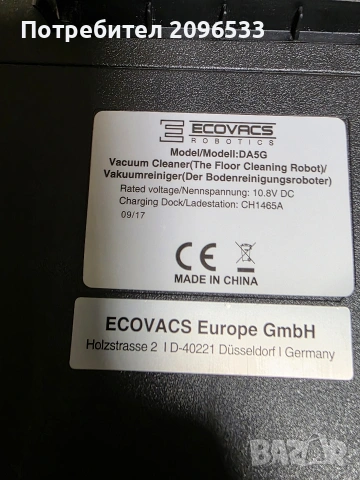 Потребител 2096533
ECOVACS
ROBOTICS
Model/Modell:DA5G
Vacuum Cleaner(The Floor Cleaning Robot)/
Vakuumreiniger(Der Bodenreinigungsroboter)
Rated voltage/Nennspannung: 10.8V DC
Charging Dock/Ladestation: CH1465A
09/17
CE
MADE IN CHINA
ECOVACS Europe GmbH
Holzstrasse 2 I D-40221 Düsseldorf I Germany
BAZAR